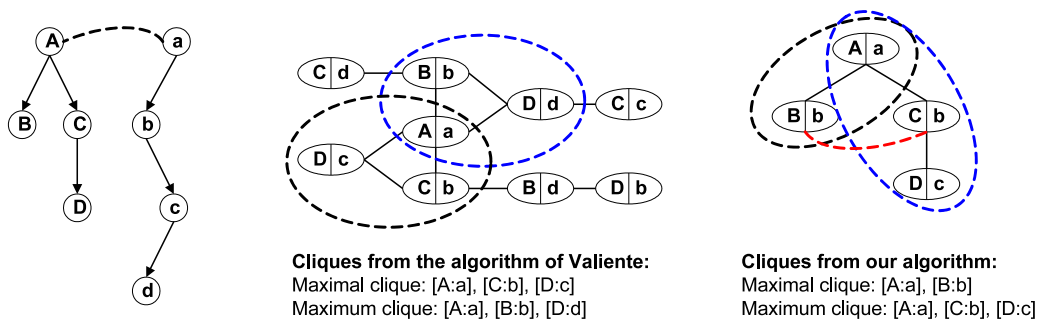 A
a
B
C
b
D
c
d
C d
B b
D d
C c
A a
D c
C b
B d
D b
Cliques from the algorithm of Valiente:
Maximal clique: [A:a], [C:b], [D:c]
Maximum clique: [A:a], [B:b], [D:d]
A a
B b
C b
D c
Cliques from our algorithm:
Maximal clique: [A:a], [B:b]
Maximum clique: [A:a], [C:b], [D:c]